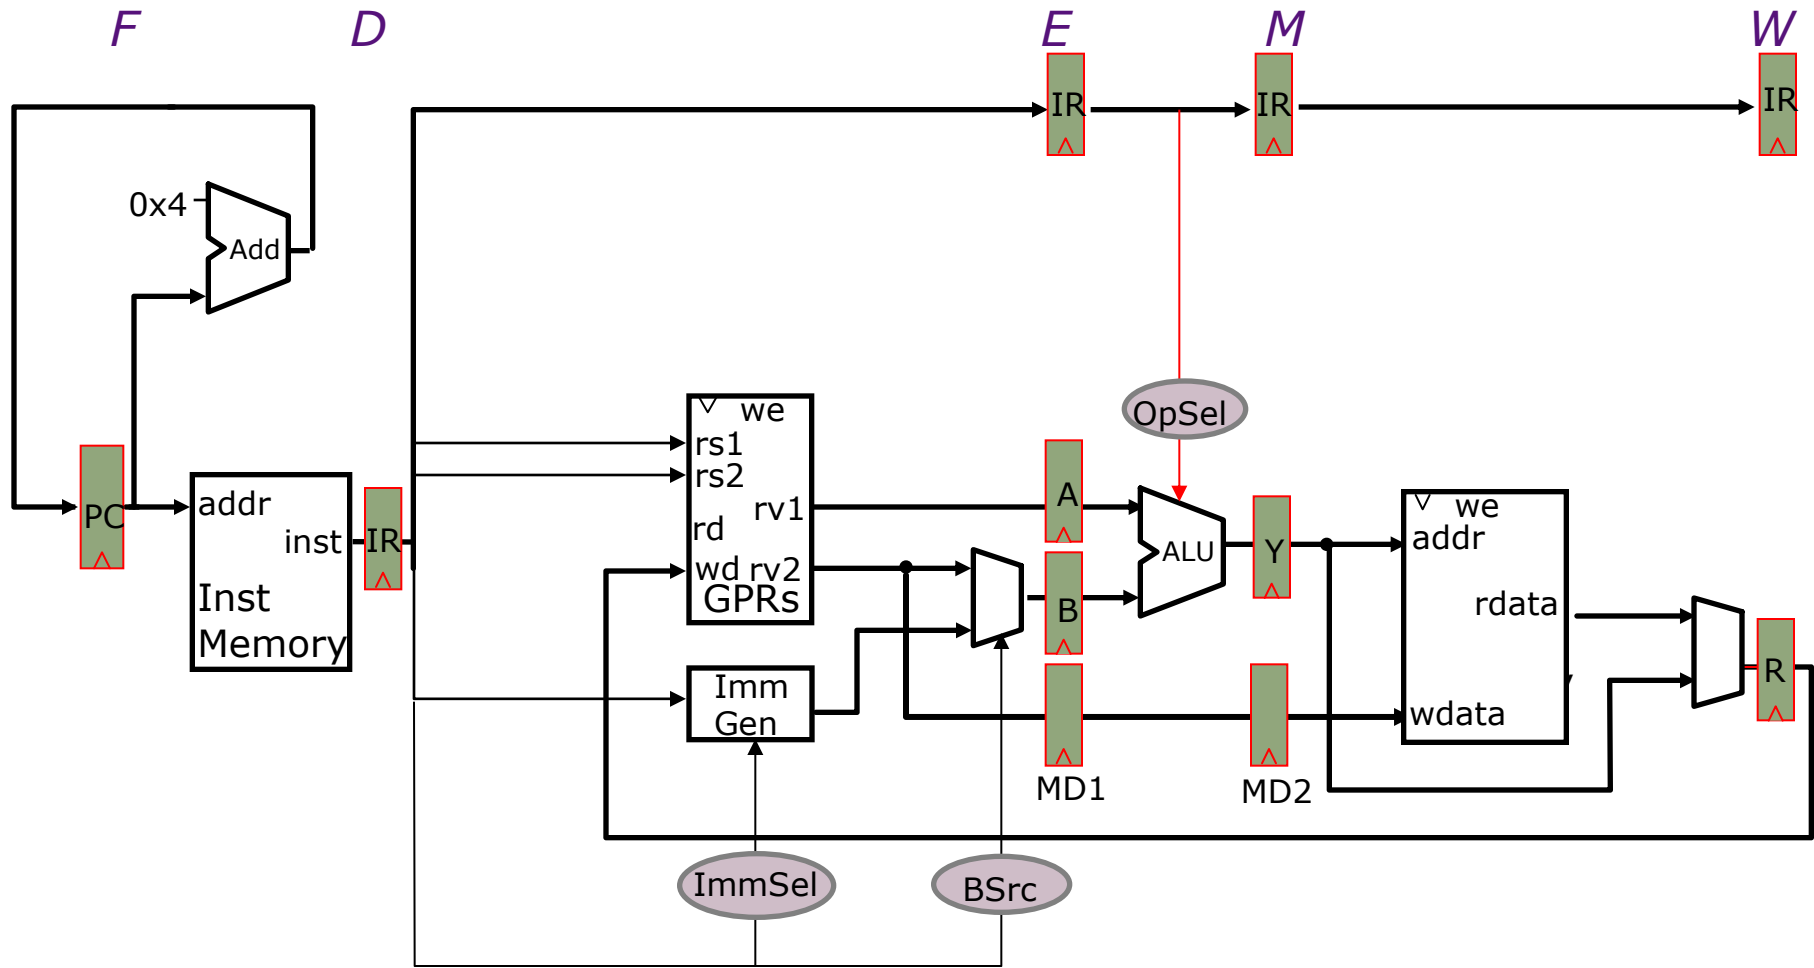 F
D
E
M
W
IR
IR
IR
0x4
Add
OpSel
we
rs1
rs2
rv1
rd
wd rv2
GPRs
PC
addr
inst
Inst
Memory
IR
A
B
ALU
Y
we
addr
rdata
wdata
R
Imm
Gen
MD1
MD2
ImmSel
BSrc